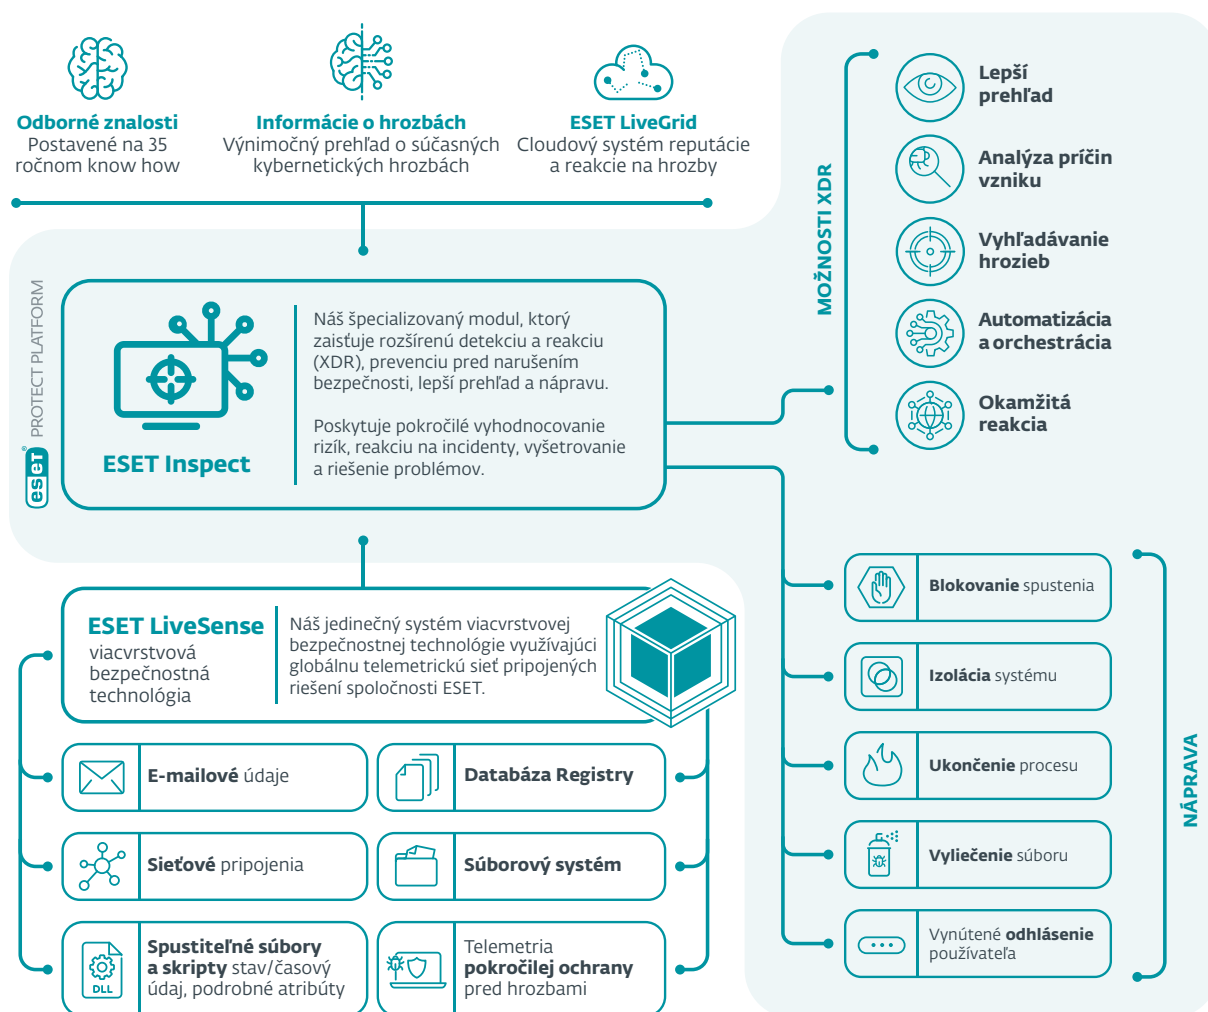 Odborné znalosti
Postavené na 35
ročnom know how
Informácie o hrozbách
Výnimočný prehľad o súčasných
kybernetických hrozbách
ESET LiveGrid
Cloudový systém reputácie
a reakcie na hrozby
eset® PROTECT PLATFORM
ESET Inspect
Náš špecializovaný modul, ktorý
zaisťuje rozšírenú detekciu a reakciu
(XDR), prevenciu pred narušením
bezpečnosti, lepší prehľad a nápravu.
Poskytuje pokročilé vyhodnocovanie
rizík, reakciu na incidenty, vyšetrovanie
a riešenie problémov.
MOŽNOSTI XDR
Lepší
prehľad
Analýza príčin
vzniku
Vyhľadávanie
hrozieb
Automatizácia
a orchestrácia
Okamžitá
reakcia
ESET LiveSense
viacvrstvová
bezpečnostná
technológia
Náš jedinečný systém viacvrstvovej
bezpečnostnej technológie využívajúci
globálnu telemetrickú sieť pripojených
riešení spoločnosti ESET.
E-mailové údaje
Databáza Registry
Sieťové pripojenia
Súborový systém
DLL
Spustiteľné súbory
a skripty stav/časový
údaj, podrobné atribúty
Telemetria
pokročilej ochrany
pred hrozbami
NÁPRAVA
Blokovanie spustenia
Izolácia systému
Ukončenie procesu
Vyliečenie súboru
Vynútené odhlásenie
používateľa